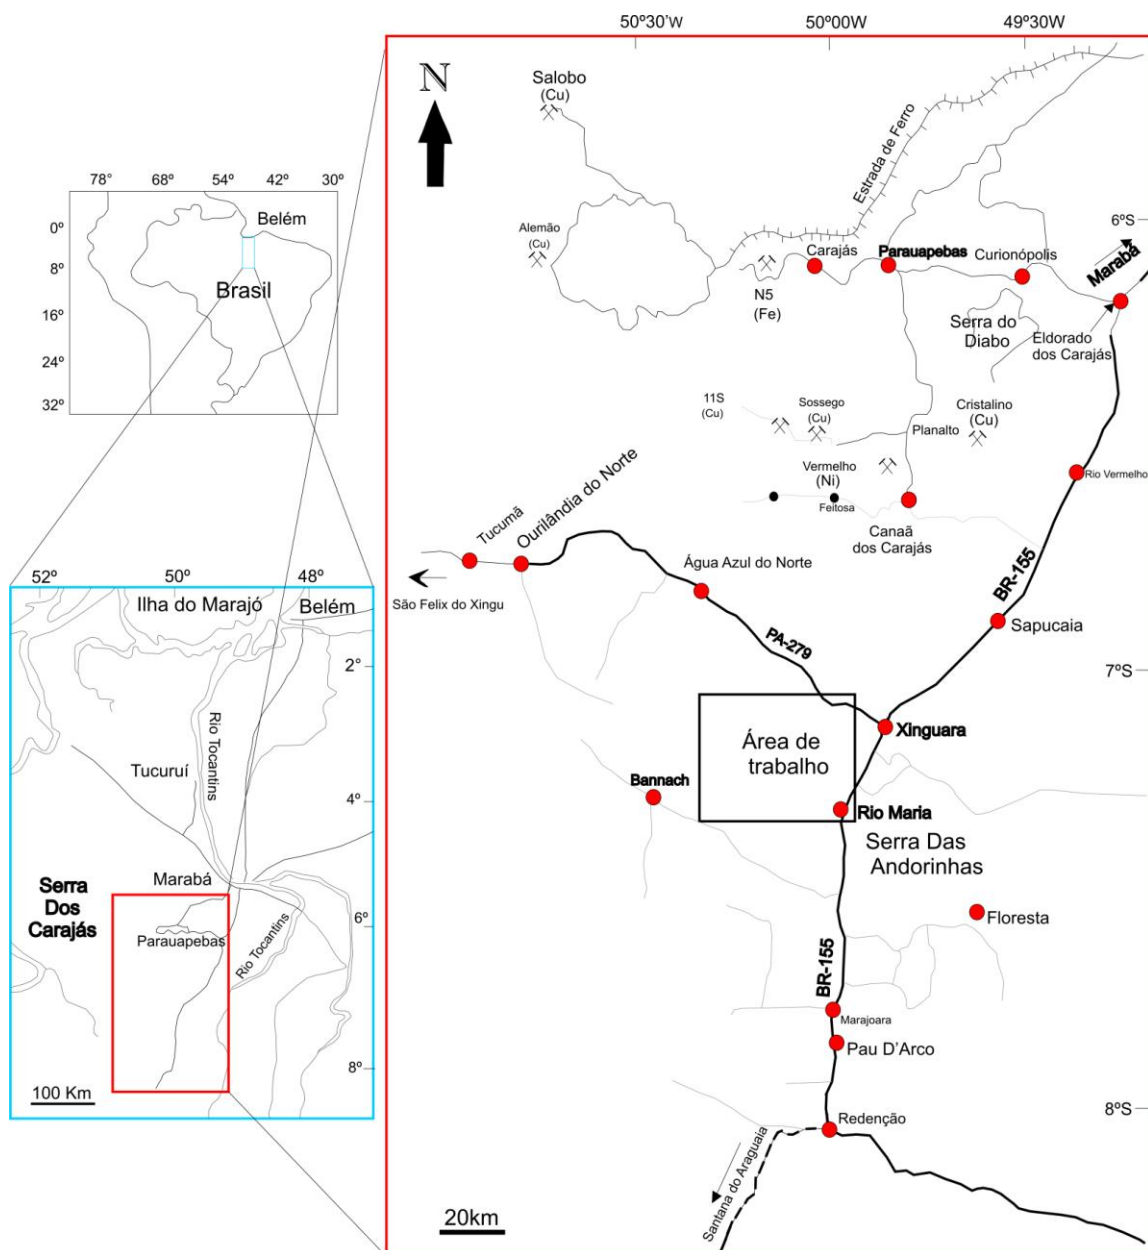 78º 68º 54º 42º 30º
0º
8º
16º
24º
32º
Belém
Brasil
52º 50º 48º
Ilha do Marajó
Belém
2º
Rio Tocantins
Tucuruí
4º
Marabá
Serra
Dos
Carajás
6º
Parauapebas
Rio Tocantins
8º
100 Km
50º30'W 50º00W 49º30W
N
Salobo
(Cu)
Estrada de Ferro
Alemão
(Cu)
6ºS
Marabá
Carajás
Parauapebas
Curionópolis
N5
(Fe)
Serra do
Diabo
Eldorado
dos Carajás
11S
(Cu)
Sossego
(Cu)
Planalto
Cristalino
(Cu)
Vermelho
(Ni)
Feitosa
Rio Vermelho
Canaã
dos Carajás
Tucumã
Ourilândia do Norte
Água Azul do Norte
São Felix do Xingu
BR-155
PA-279
Sapucaia
7ºS
Xinguara
Área de
trabalho
Bannach
Rio Maria
Serra Das
Andorinhas
Floresta
BR-155
Marajoara
Pau D'Arco
Redenção
8ºS
Santana do Araguaia
20km